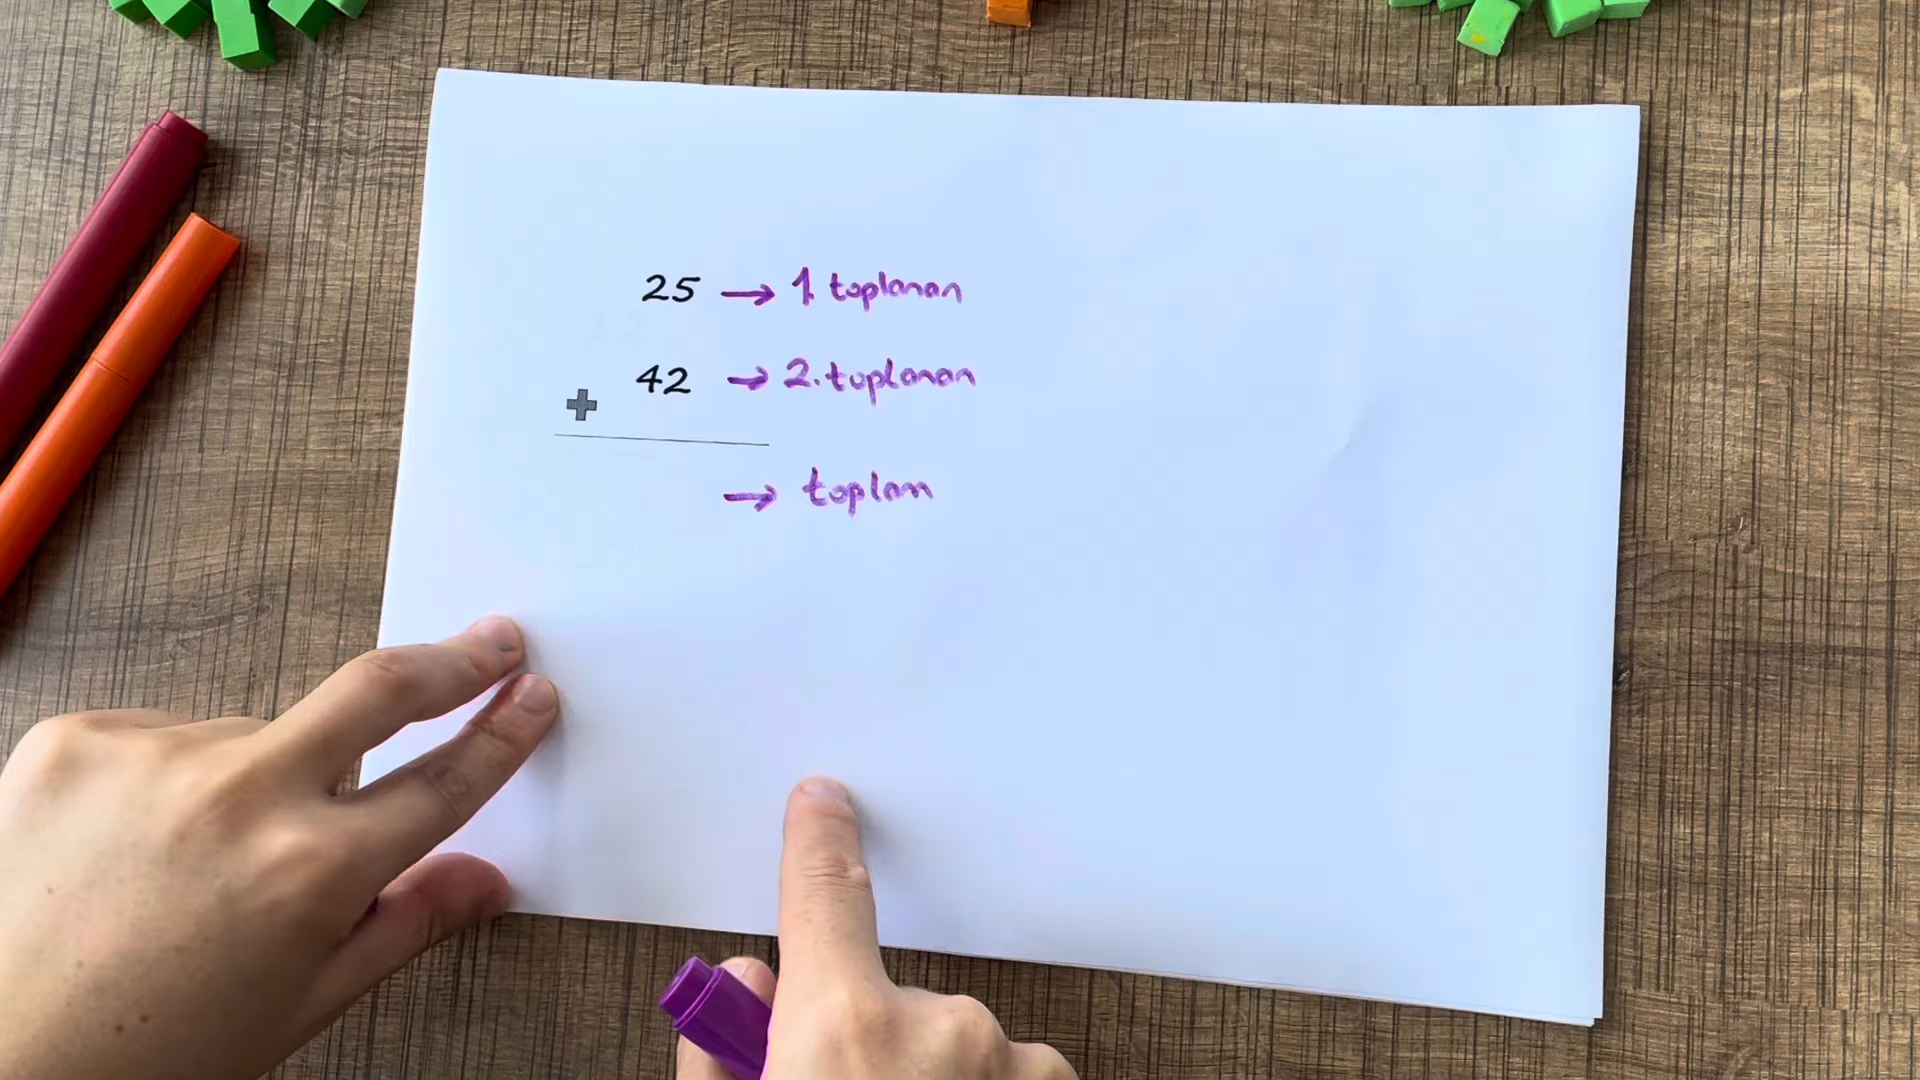 25 → 1. toplanan
42 → 2. toplanan
+
→ toplam